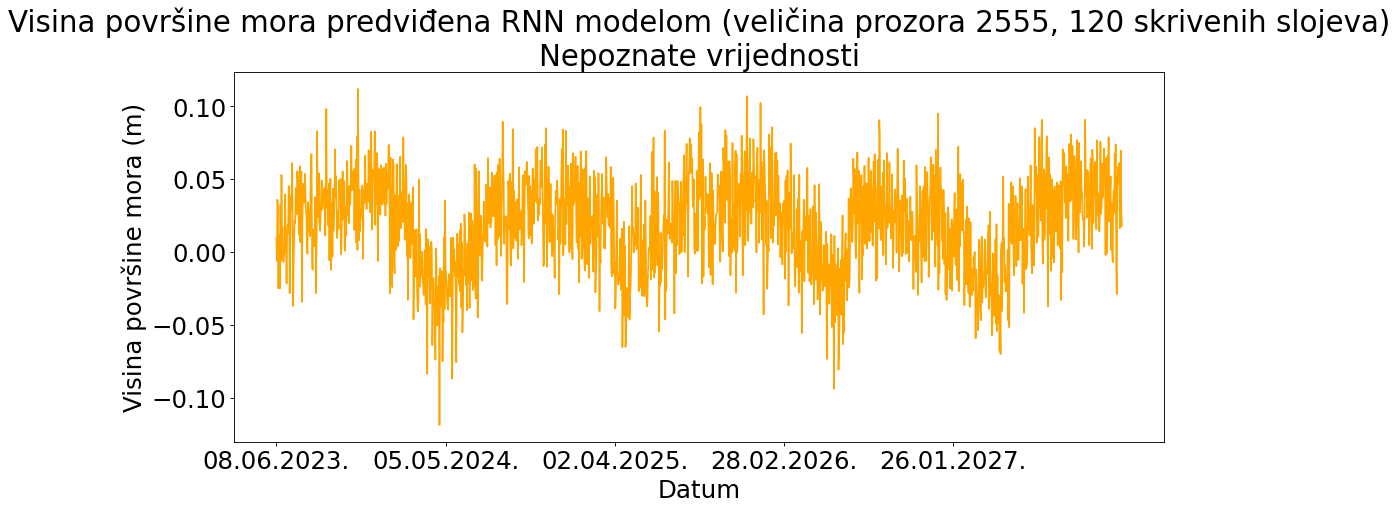 Visina površine mora predviđena RNN modelom (veličina prozora 2555, 120 skrivenih slojeva)
Nepoznate vrijednosti
Visina površine mora (m)
0.10
0.05
0.00
−0.05
−0.10
08.06.2023. 05.05.2024. 02.04.2025. 28.02.2026. 26.01.2027.
Datum